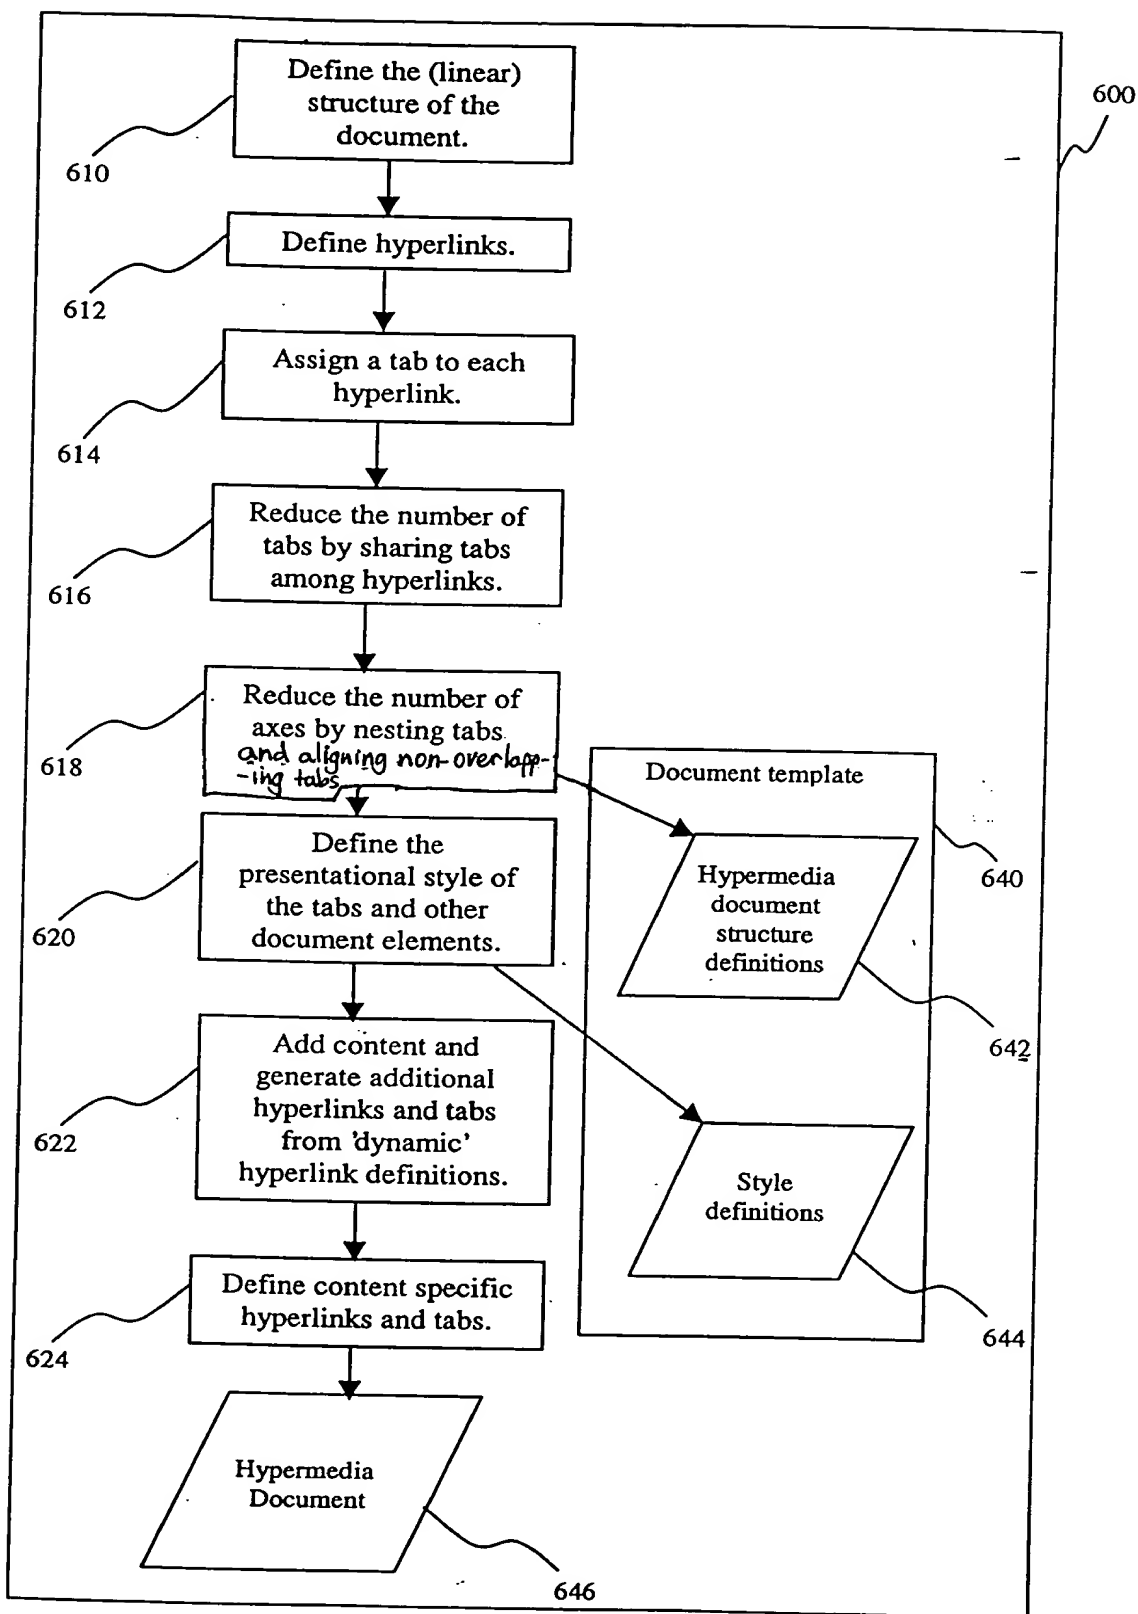 600
Define the (linear)
structure of the
document.
610
Define hyperlinks.
612
Assign a tab to each
hyperlink.
614
Reduce the number of
tabs by sharing tabs
among hyperlinks.
616
Reduce the number of
axes by nesting tabs
and aligning non-overlapp-
-ing tabs
618
Document template
Define the
presentational style of
the tabs and other
document elements.
620
Hypermedia
document
structure
definitions
640
642
Add content and
generate additional
hyperlinks and tabs
from 'dynamic'
hyperlink definitions.
622
Style
definitions
644
Define content specific
hyperlinks and tabs.
624
Hypermedia
Document
646